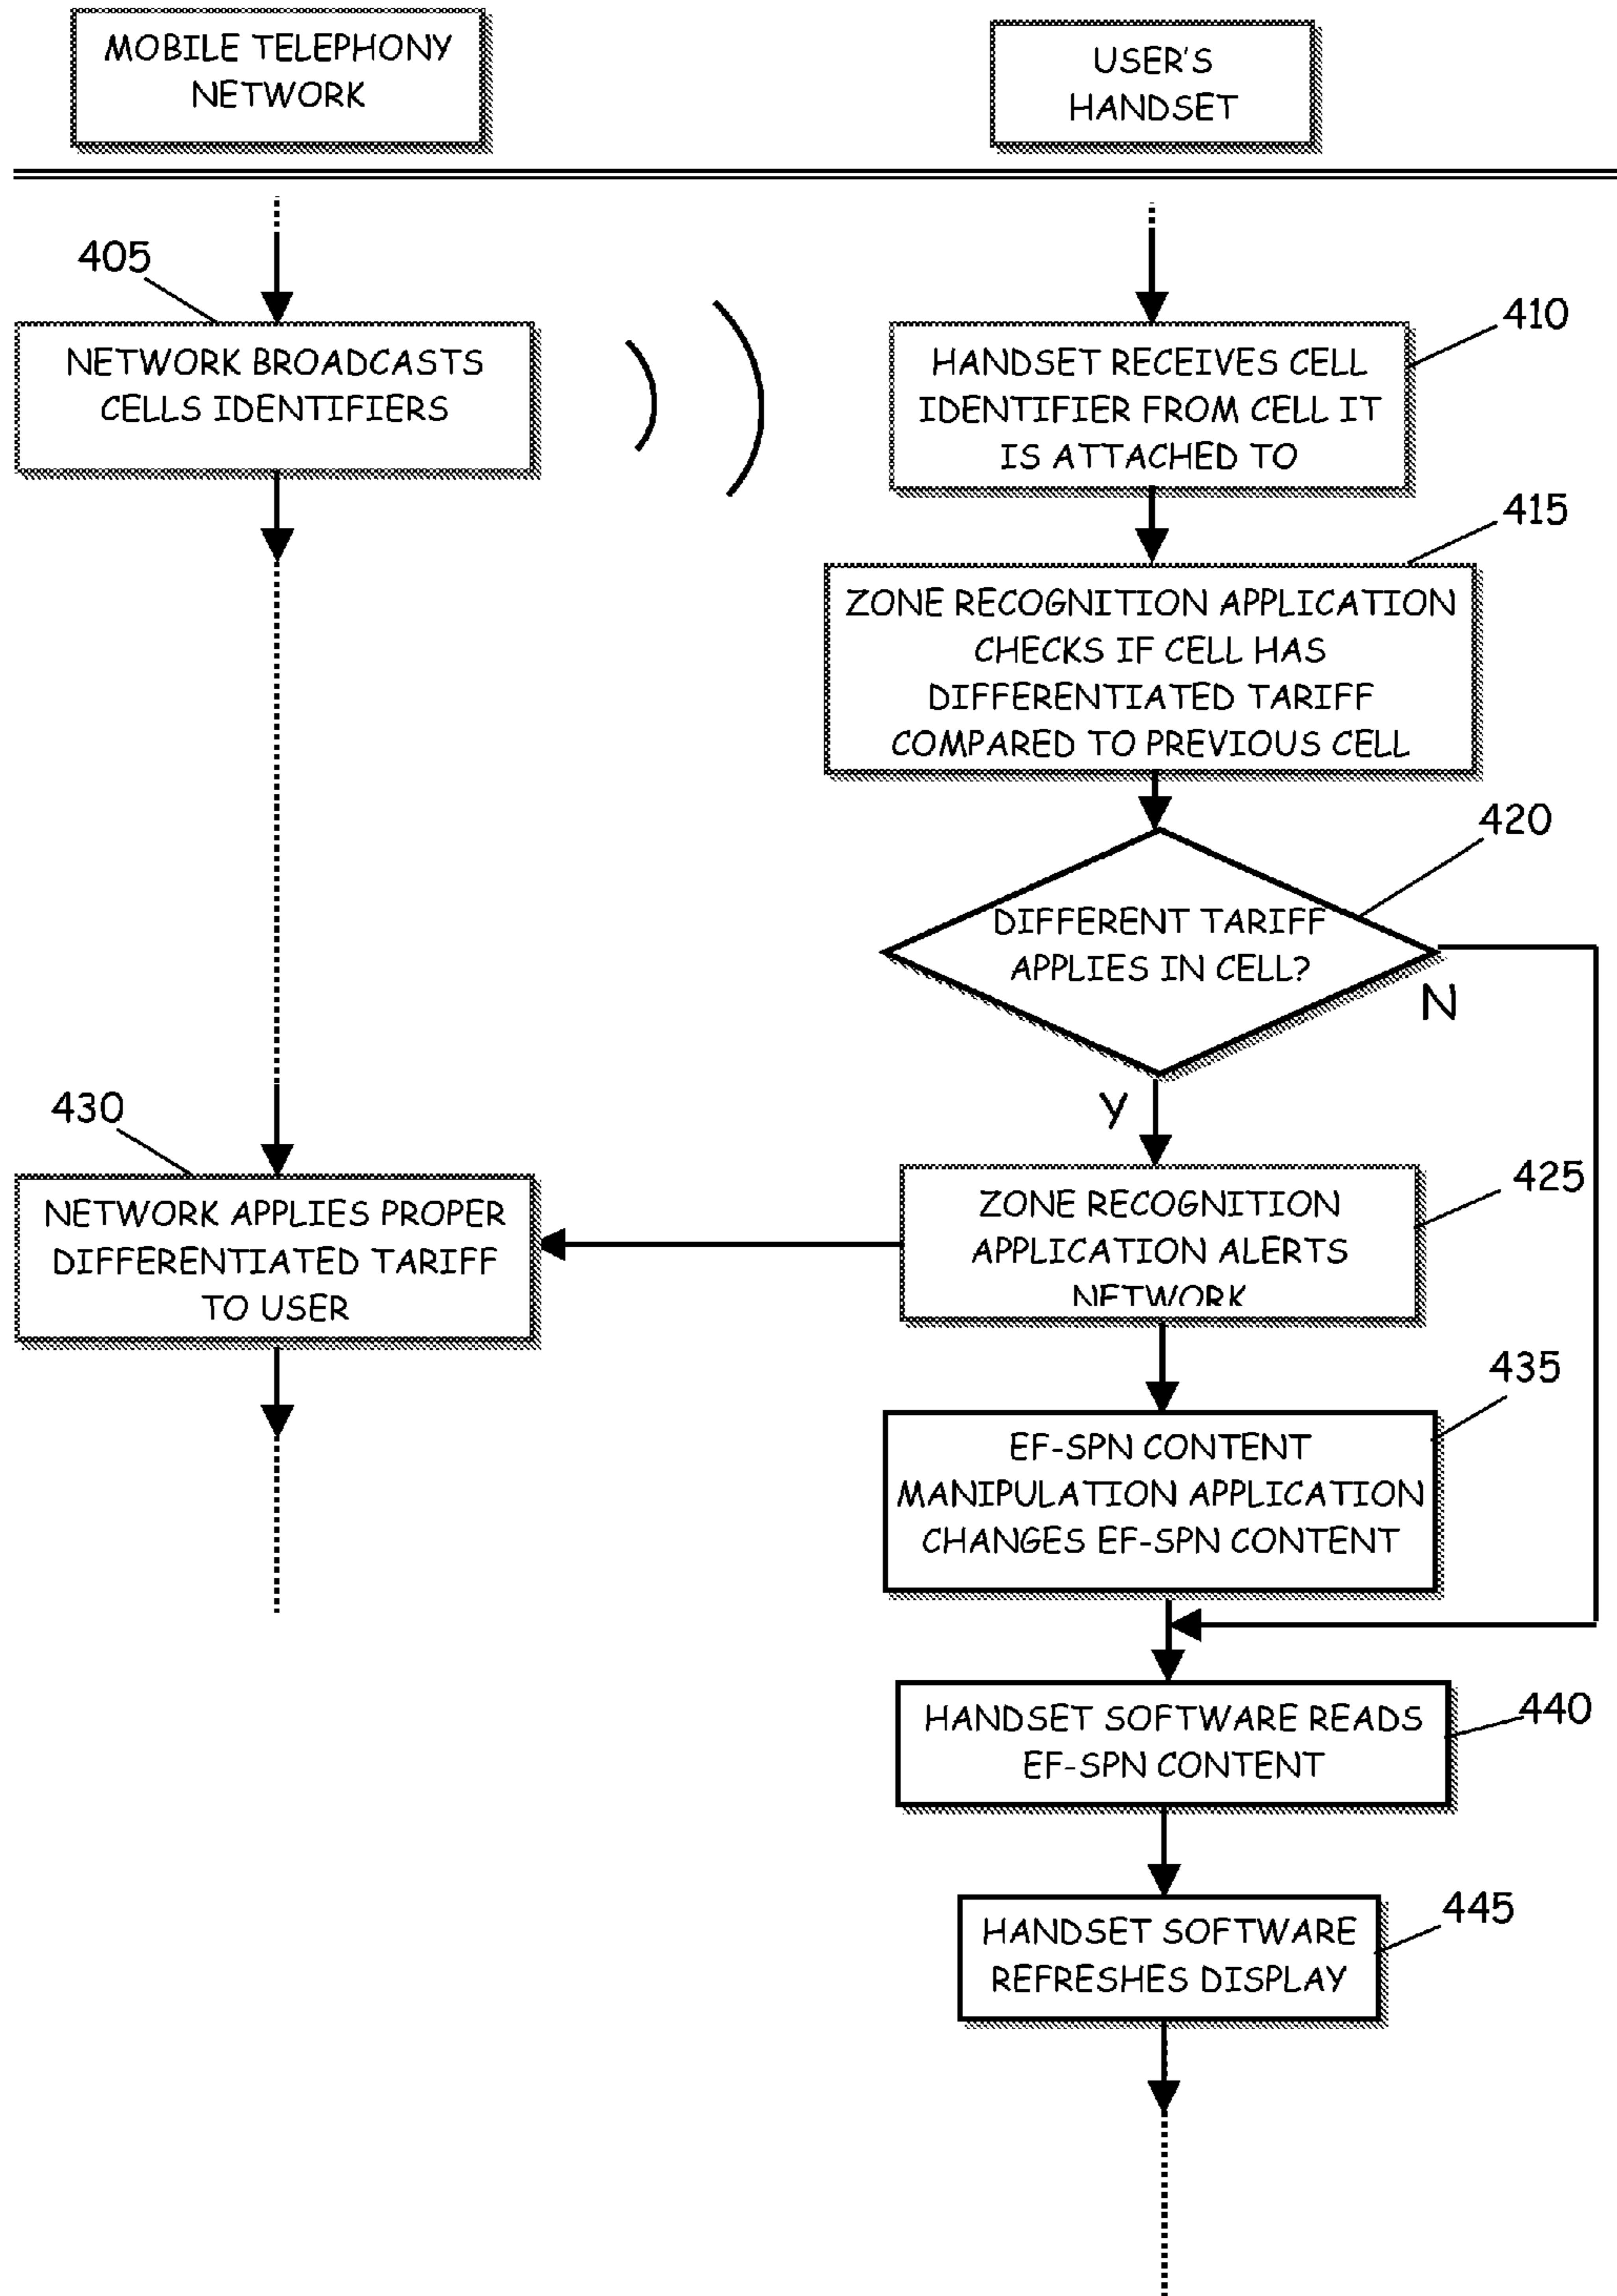 MOBILE TELEPHONY
NETWORK
USER'S
HANDSET
405
NETWORK BROADCASTS
CELLS IDENTIFIERS
410
HANDSET RECEIVES CELL
IDENTIFIER FROM CELL IT
IS ATTACHED TO
415
ZONE RECOGNITION APPLICATION
CHECKS IF CELL HAS
DIFFERENTIATED TARIFF
COMPARED TO PREVIOUS CELL
420
DIFFERENT TARIFF
APPLIES IN CELL?
N
Y
430
NETWORK APPLIES PROPER
DIFFERENTIATED TARIFF
TO USER
425
ZONE RECOGNITION
APPLICATION ALERTS
NETWORK
435
EF-SPN CONTENT
MANIPULATION APPLICATION
CHANGES EF-SPN CONTENT
440
HANDSET SOFTWARE READS
EF-SPN CONTENT
445
HANDSET SOFTWARE
REFRESHES DISPLAY